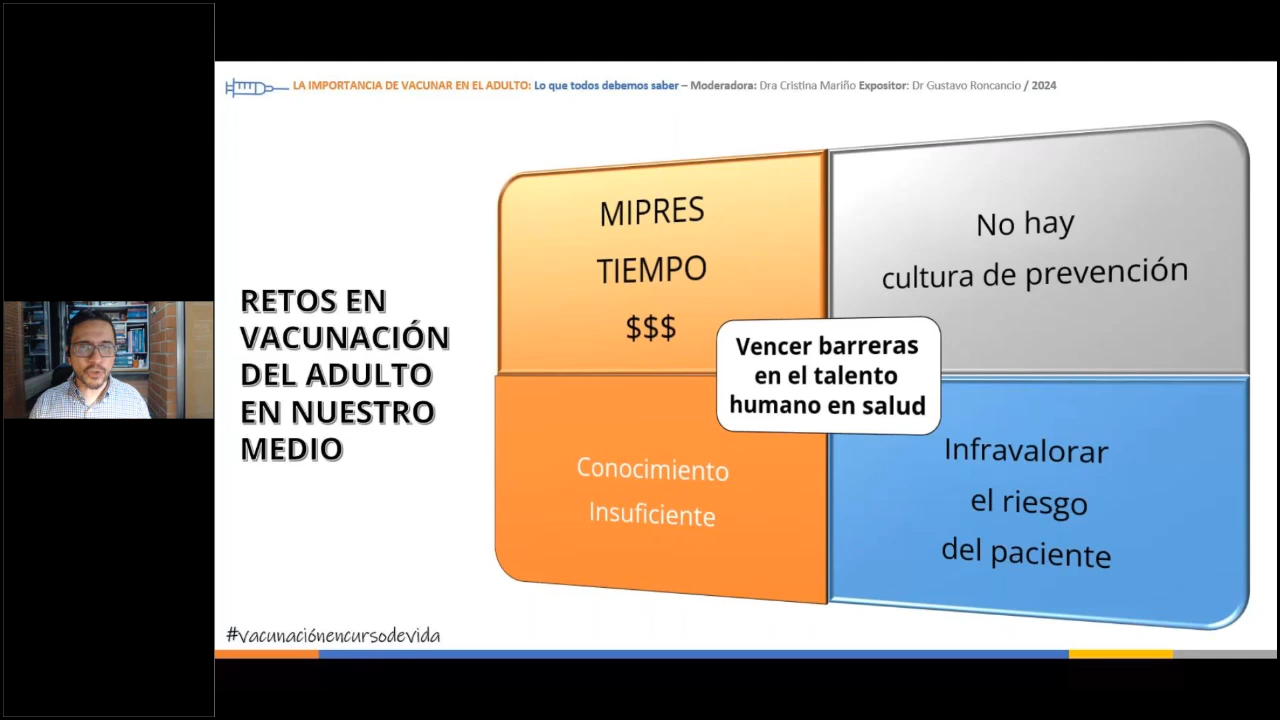 LA IMPORTANCIA DE VACUNAR EN EL ADULTO: Lo que todos debemos saber – Moderadora: Dra Cristina Mariño Expositor: Dr Gustavo Roncancio / 2024
RETOS EN
VACUNACIÓN
DEL ADULTO
EN NUESTRO
MEDIO
MIPRES
TIEMPO
$$$
No hay
cultura de prevención
Vencer barreras
en el talento
humano en salud
Conocimiento
Insuficiente
Infravalorar
el riesgo
del paciente
#vacunaciónencursodevida